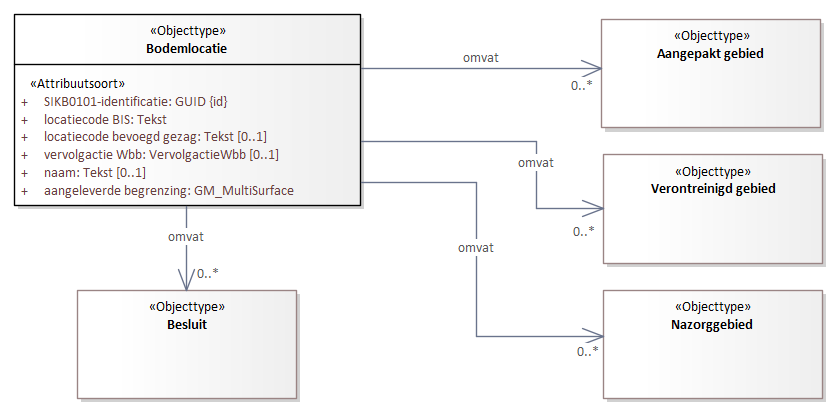 «Objecttype»
Bodemlocatie
«Attribuutsoort»
+ SIKB0101-identificatie: GUID {id}
+ locatiecode BIS: Tekst
+ locatiecode bevoegd gezag: Tekst [0..1]
+ vervolgactie Wbb: VervolgactieWbb [0..1]
+ naam: Tekst [0..1]
+ aangeleverde begrenzing: GM_MultiSurface
omvat
0..*
«Objecttype»
Aangepakt gebied
omvat
0..*
«Objecttype»
Verontreinigd gebied
omvat
0..*
«Objecttype»
Nazorggebied
omvat
0..*
«Objecttype»
Besluit